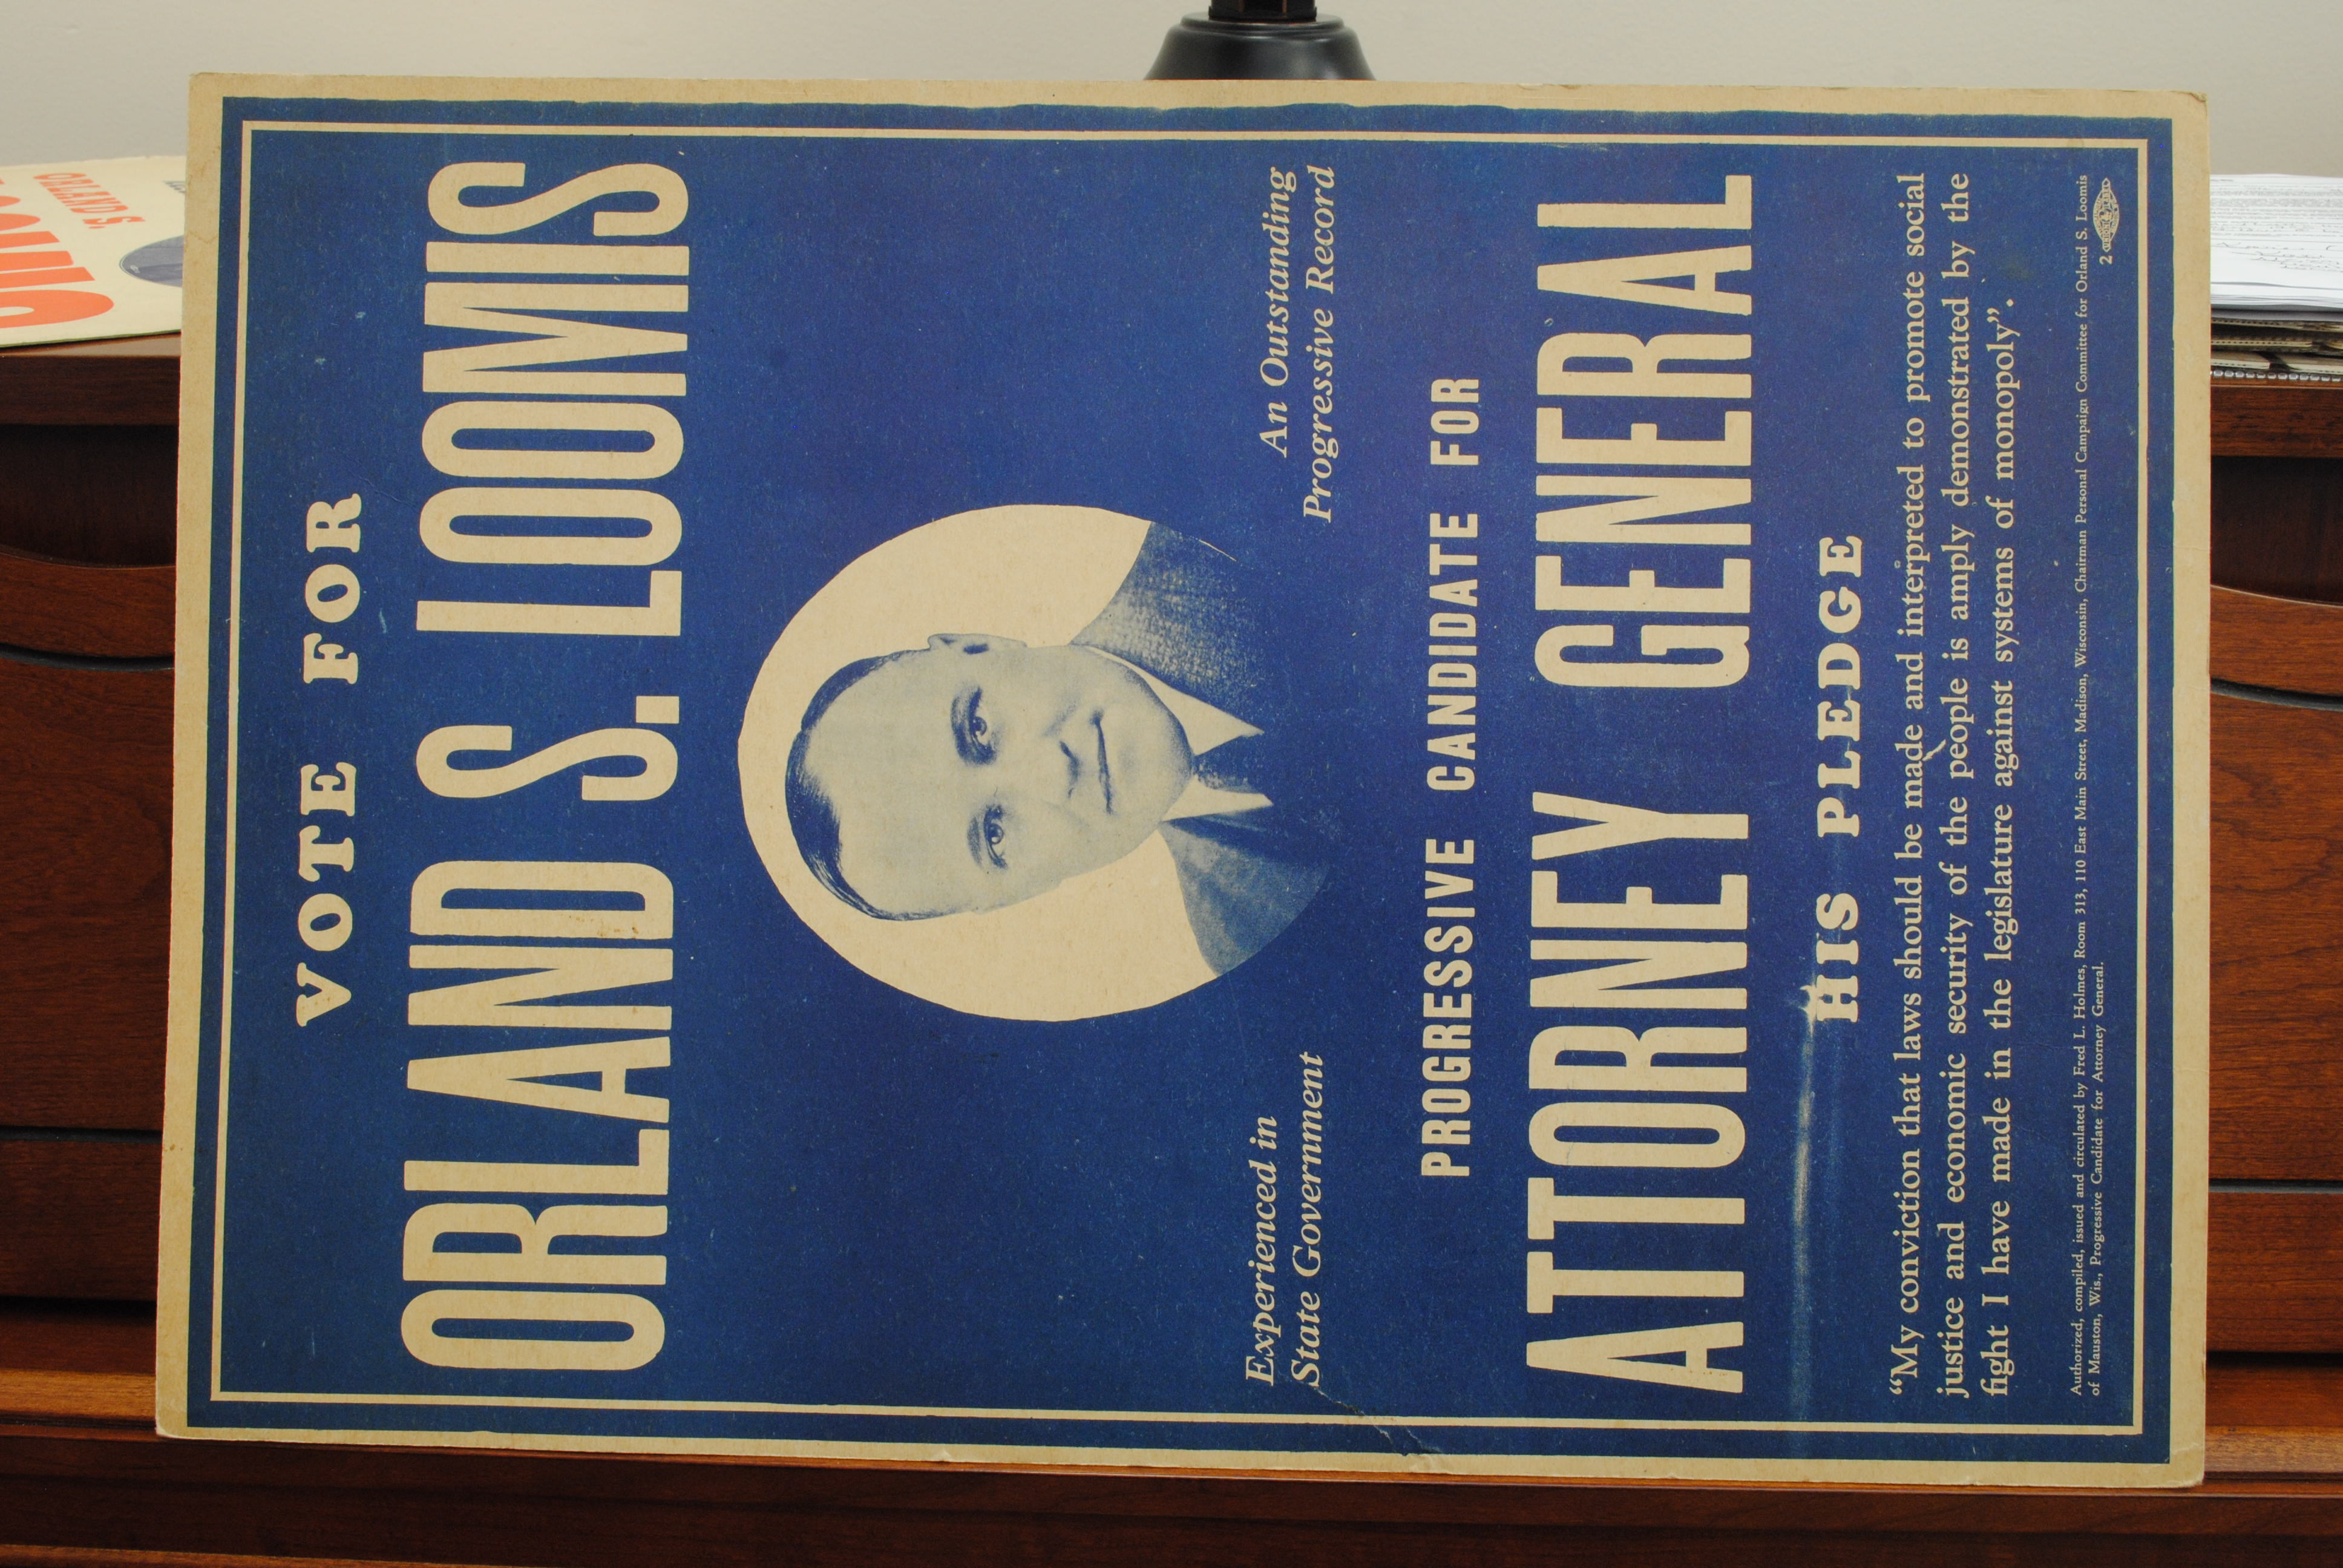 VOTE FOR
ORLAND S. LOOMIS
Experienced in
State Government
An Outstanding
Progressive Record
PROGRESSIVE CANDIDATE FOR
ATTORNEY GENERAL
HIS PLEDGE
“My conviction that laws should be made and interpreted to promote social
justice and economic security of the people is amply demonstrated by the
fight I have made in the legislature against systems of monopoly”.
Authorized, compiled, issued and circulated by Fred L. Holmes, Room 313, 110 East Main Street, Madison, Wisconsin, Chairman Personal Campaign Committee for Orland S. Loomis
of Mauston, Wis., Progressive Candidate for Attorney General.
2
ORLAND S.